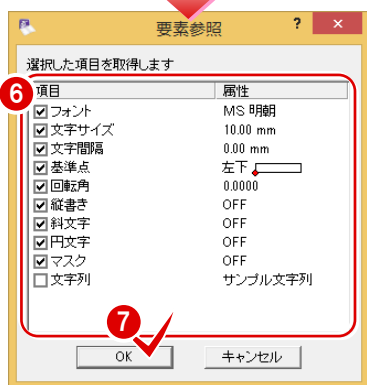 要素参照 ? ×
選択した項目を取得します
6
項目 属性
フォント MS 明朝
文字サイズ 10.00 mm
文字間隔 0.00 mm
基準点 左下
回転角 0.0000
縦書き OFF
斜文字 OFF
円文字 OFF
マスク OFF
文字列 サンプル文字列
7
OK キャンセル